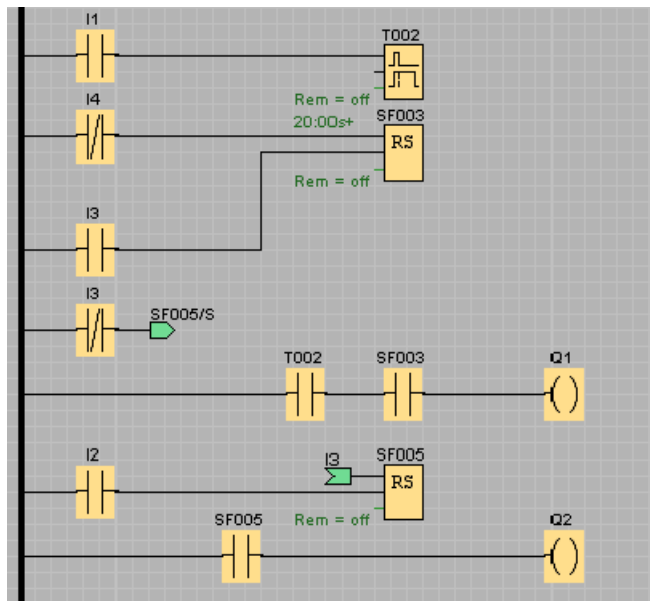 I1
T002
Rem = off
20:00s+
I4
SF003
RS
Rem = off
I3
I3
SF005/S
T002 SF003 Q1
I2 I3 SF005
RS
Rem = off
SF005 Q2